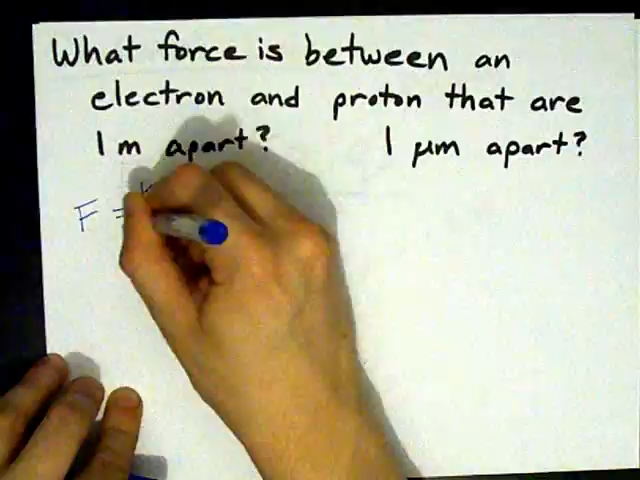 What force is between an
electron and proton that are
1 m apart? 1 μm apart?
F =